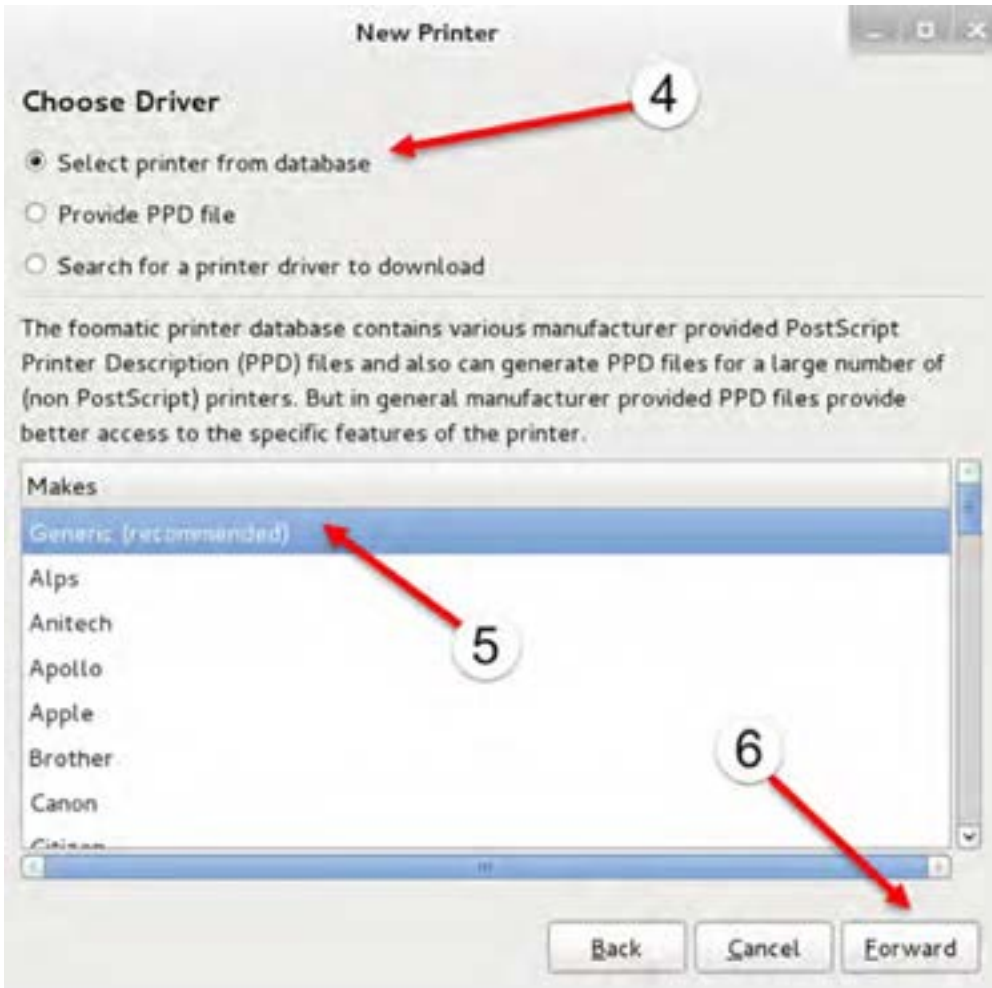 New Printer
Choose Driver
4
Select printer from database
Provide PPD file
Search for a printer driver to download
The foomatic printer database contains various manufacturer provided PostScript
Printer Description (PPD) files and also can generate PPD files for a large number of
(non PostScript) printers. But in general manufacturer provided PPD files provide
better access to the specific features of the printer.
Makes
Generic (recommended)
Alps
Anitech
5
Apollo
Apple
Brother
6
Canon
Citizen
Back Cancel Forward